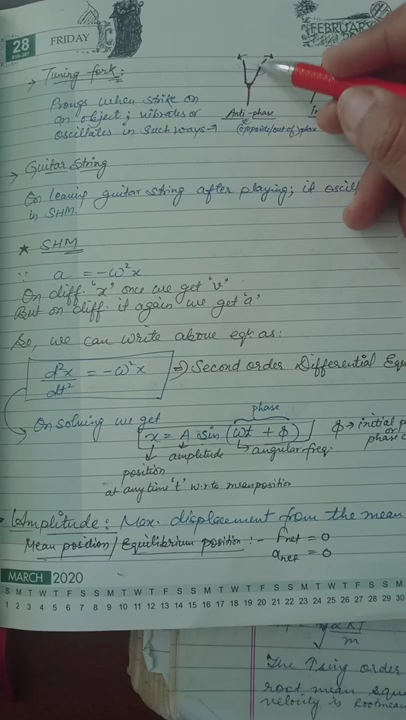 28 FRIDAY
FEBRUARY
→ Tuning fork:
Prongs when strike on
an object; vibrates or
oscillates in such ways →
Anti-phase
(opposite/out of) phase
→ Guitar String
On leaving guitar string after playing; it oscil
in SHM.
★ SHM
∵ a = -ω²x
On diff. 'x' once we get 'v'
But on diff. it again we get 'a'
So, we can write above eqn as:
d²x/dt² = -ω²x ⇒ Second order Differential Equ
On solving we get
phase
x = A sin (ωt + ϕ) ϕ → initial p
or
phase c
amplitude angular freq.
position
at any time 't' w.r.t mean position
Amplitude: Max. displacement from the mean
Mean position/Equilibrium position :- Fnet = 0
anet = 0
MARCH 2020
S M T W T F S S M T W T F S S M T W T F S S M T W T F S S M
1 2 3 4 5 6 7 8 9 10 11 12 13 14 15 16 17 18 19 20 21 22 23 24 25 26 27 28 29 30
m
The rising order
root mean squa
velocity is Rootmean